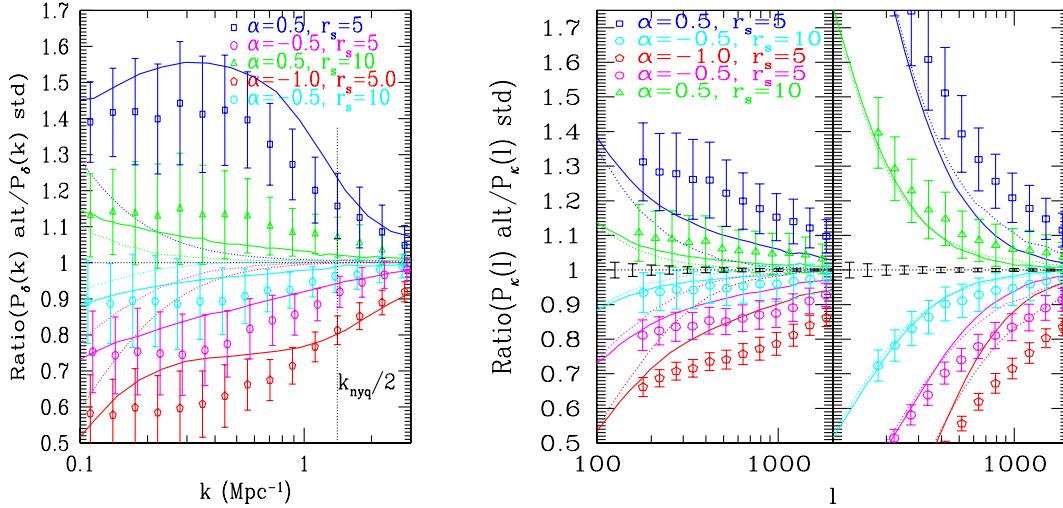 Ratio(P_δ(k) alt/P_δ(k) std)
1.7
1.6
1.5
1.4
1.3
1.2
1.1
1
0.9
0.8
0.7
0.6
0.5
α=0.5, r_s=5
α=−0.5, r_s=5
α=0.5, r_s=10
α=−1.0, r_s=5.0
α=−0.5, r_s=10
k_nyq/2
0.1
1
k (Mpc⁻¹)
Ratio(P_κ(l) alt/P_κ(l) std)
1.7
1.6
1.5
1.4
1.3
1.2
1.1
1
0.9
0.8
0.7
0.6
0.5
α=0.5, r_s=5
α=−0.5, r_s=10
α=−1.0, r_s=5
α=−0.5, r_s=5
α=0.5, r_s=10
100
1000
1000
l